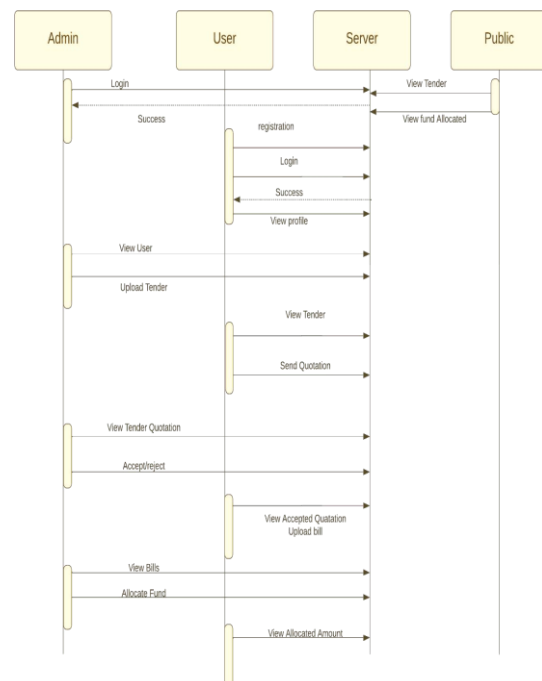 Admin
User
Server
Public
Login
View Tender
Success
View fund Allocated
registration
Login
Success
View profile
View User
Upload Tender
View Tender
Send Quotation
View Tender Quotation
Accept/reject
View Accepted Quatation
Upload bill
View Bills
Allocate Fund
View Allocated Amount